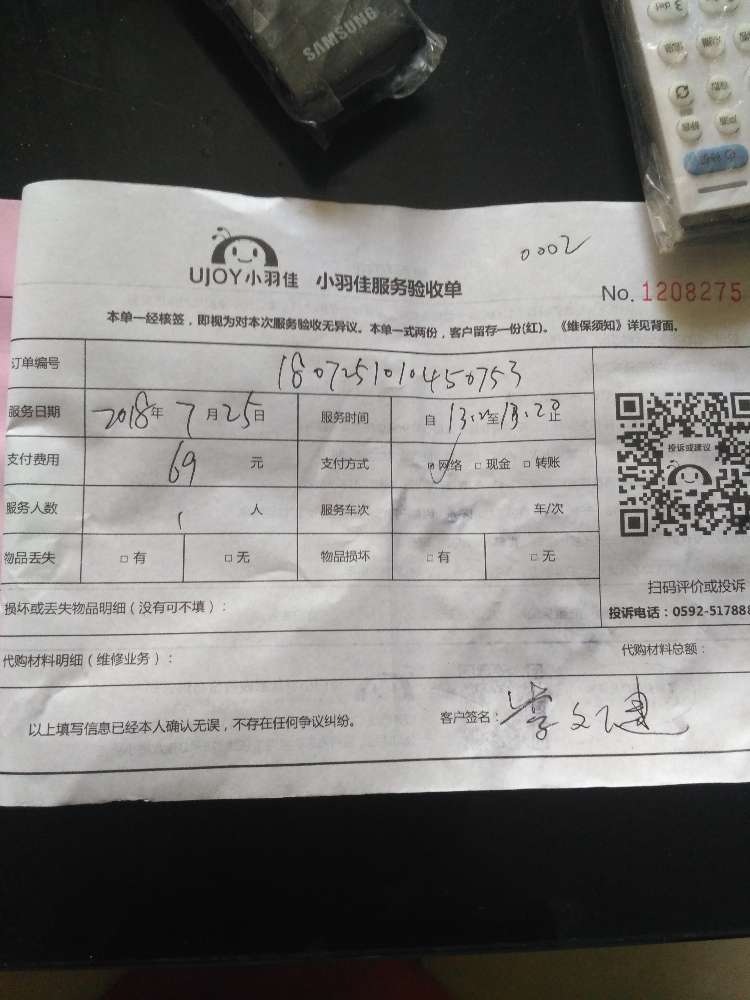 SAMSUNG
0002
UJOY小羽佳 小羽佳服务验收单
No. 1208275
本单一经核签，即视为对本次服务验收无异议。本单一式两份，客户留存一份(红)。《维保须知》详见背面。
订单编号 1807251010450753
服务日期 2018年 7月25日 服务时间 自 至 止
支付费用 69 元 支付方式 网络 □ 现金 □ 转账
投诉或建议
服务人数 1 人 服务车次 车/次
物品丢失 □ 有 □ 无 物品损坏 □ 有 □ 无
扫码评价或投诉
损坏或丢失物品明细（没有可不填）：
投诉电话：0592-517888
代购材料明细（维修业务）：
代购材料总额：
以上填写信息已经本人确认无误，不存在任何争议纠纷。
客户签名：